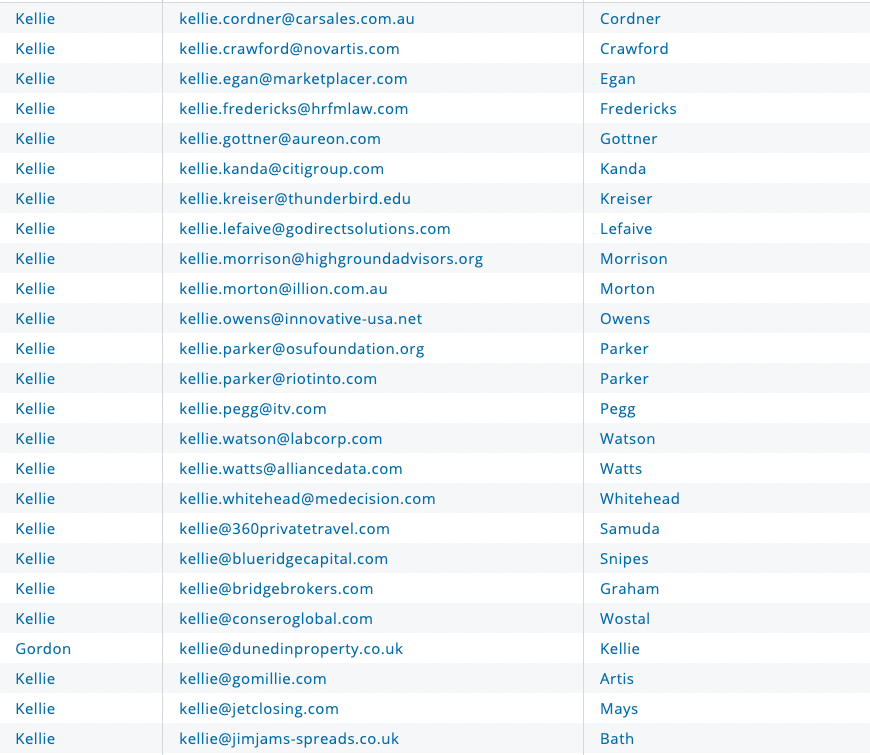 Kellie kellie.cordner@carsales.com.au Cordner
Kellie kellie.crawford@novartis.com Crawford
Kellie kellie.egan@marketplacer.com Egan
Kellie kellie.fredericks@hrfmlaw.com Fredericks
Kellie kellie.gottner@aureon.com Gottner
Kellie kellie.kanda@citigroup.com Kanda
Kellie kellie.kreiser@thunderbird.edu Kreiser
Kellie kellie.lefaive@godirectsolutions.com Lefaive
Kellie kellie.morrison@highgroundadvisors.org Morrison
Kellie kellie.morton@illion.com.au Morton
Kellie kellie.owens@innovative-usa.net Owens
Kellie kellie.parker@osufoundation.org Parker
Kellie kellie.parker@riotinto.com Parker
Kellie kellie.pegg@itv.com Pegg
Kellie kellie.watson@labcorp.com Watson
Kellie kellie.watts@alliancedata.com Watts
Kellie kellie.whitehead@medecision.com Whitehead
Kellie kellie@360privatetravel.com Samuda
Kellie kellie@blueridgecapital.com Snipes
Kellie kellie@bridgebrokers.com Graham
Kellie kellie@conseroglobal.com Wostal
Gordon kellie@dunedinproperty.co.uk Kellie
Kellie kellie@gomillie.com Artis
Kellie kellie@jetclosing.com Mays
Kellie kellie@jimjams-spreads.co.uk Bath